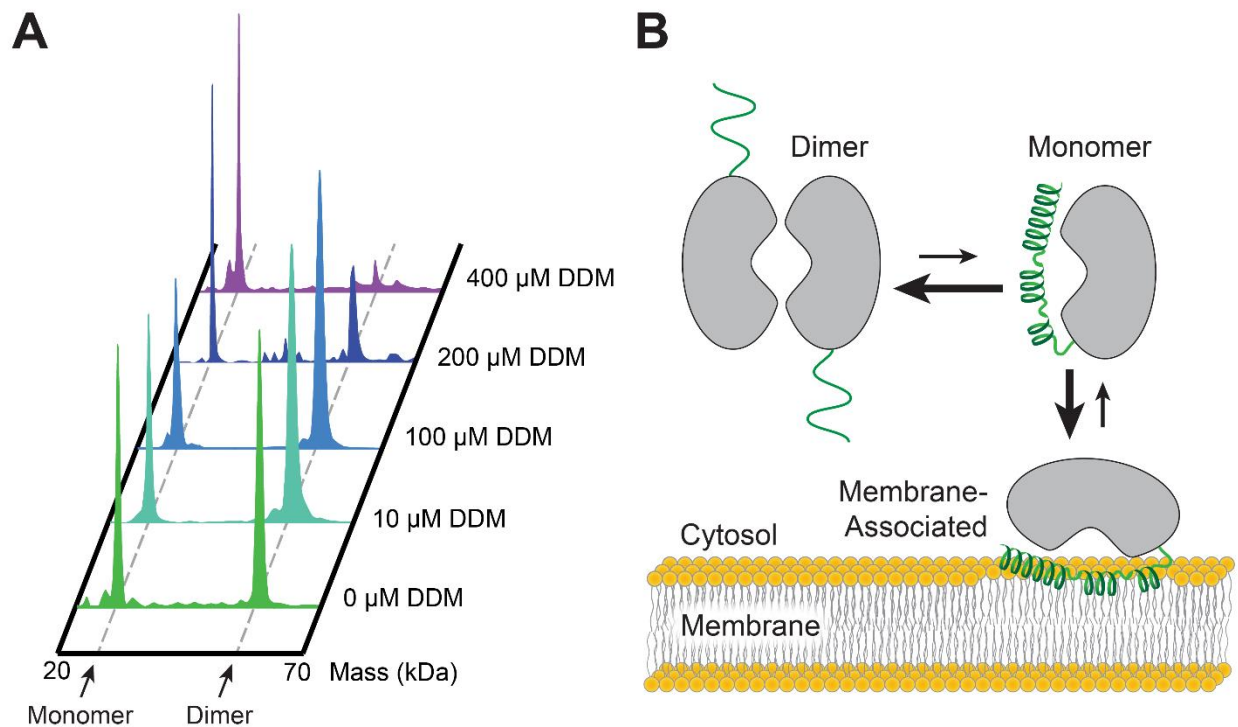 A
400 µM DDM
200 µM DDM
100 µM DDM
10 µM DDM
0 µM DDM
20
70
Mass (kDa)
Monomer
Dimer
B
Dimer
Monomer
Membrane-
Associated
Cytosol
Membrane